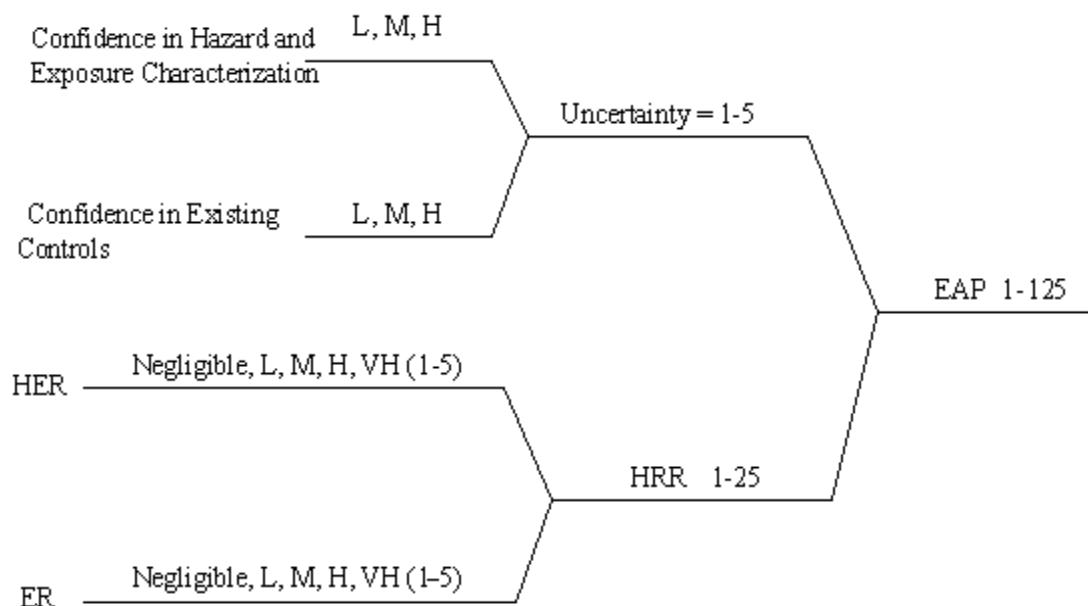 L, M, H
Confidence in Hazard and
Exposure Characterization
Uncertainty = 1-5
Confidence in Existing
Controls
L, M, H
EAP 1-125
Negligible, L, M, H, VH (1-5)
HER
HRR 1-25
Negligible, L, M, H, VH (1–5)
ER